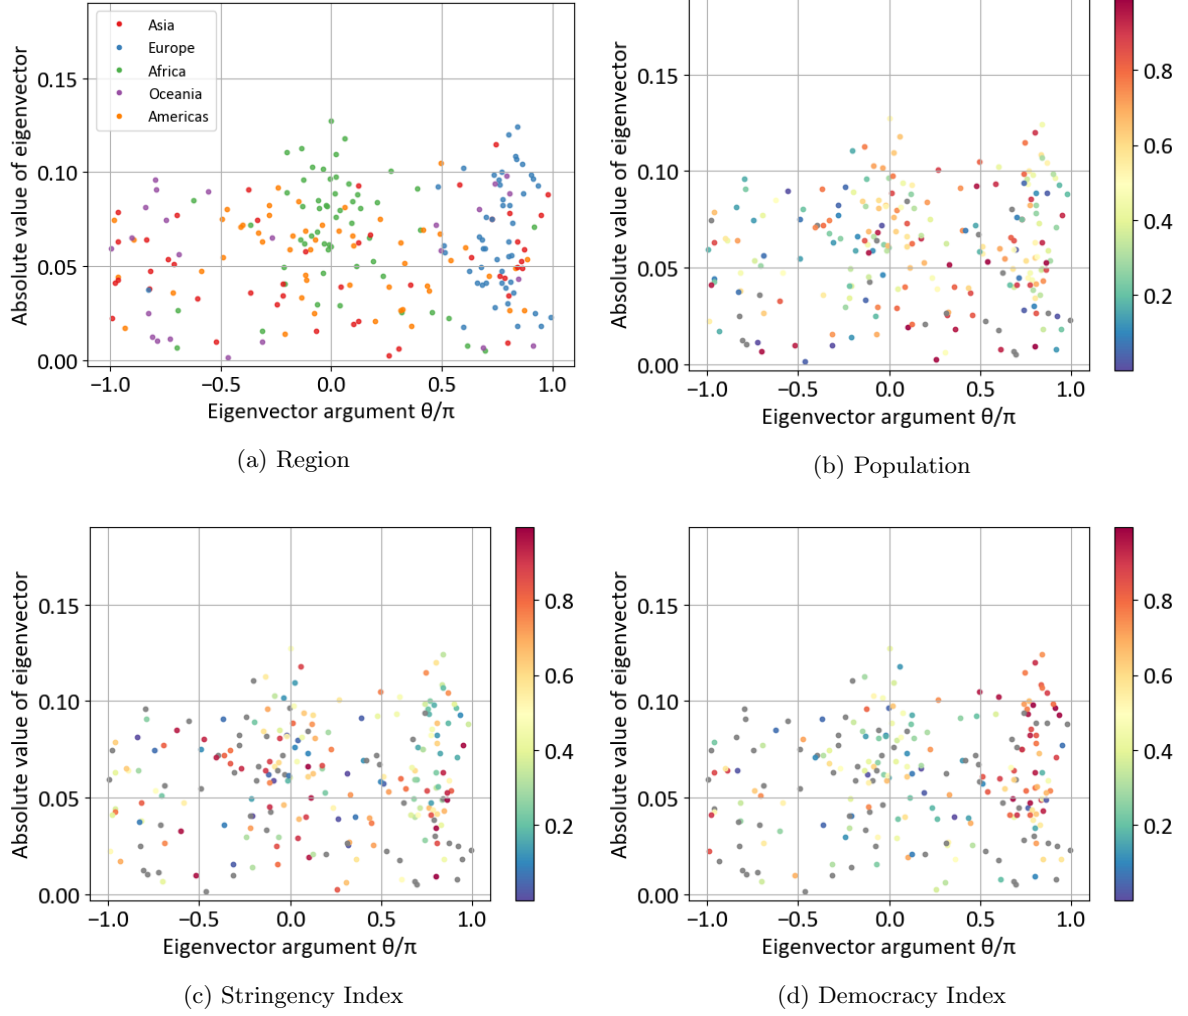 Asia
Europe
Africa
Oceania
Americas
Absolute value of eigenvector
0.15
0.10
0.05
0.00
−1.0 −0.5 0.0 0.5 1.0
Eigenvector argument θ/π
(a) Region
Absolute value of eigenvector
0.15
0.10
0.05
0.00
−1.0 −0.5 0.0 0.5 1.0
Eigenvector argument θ/π
0.8
0.6
0.4
0.2
(b) Population
Absolute value of eigenvector
0.15
0.10
0.05
0.00
−1.0 −0.5 0.0 0.5 1.0
Eigenvector argument θ/π
0.8
0.6
0.4
0.2
(c) Stringency Index
Absolute value of eigenvector
0.15
0.10
0.05
0.00
−1.0 −0.5 0.0 0.5 1.0
Eigenvector argument θ/π
0.8
0.6
0.4
0.2
(d) Democracy Index